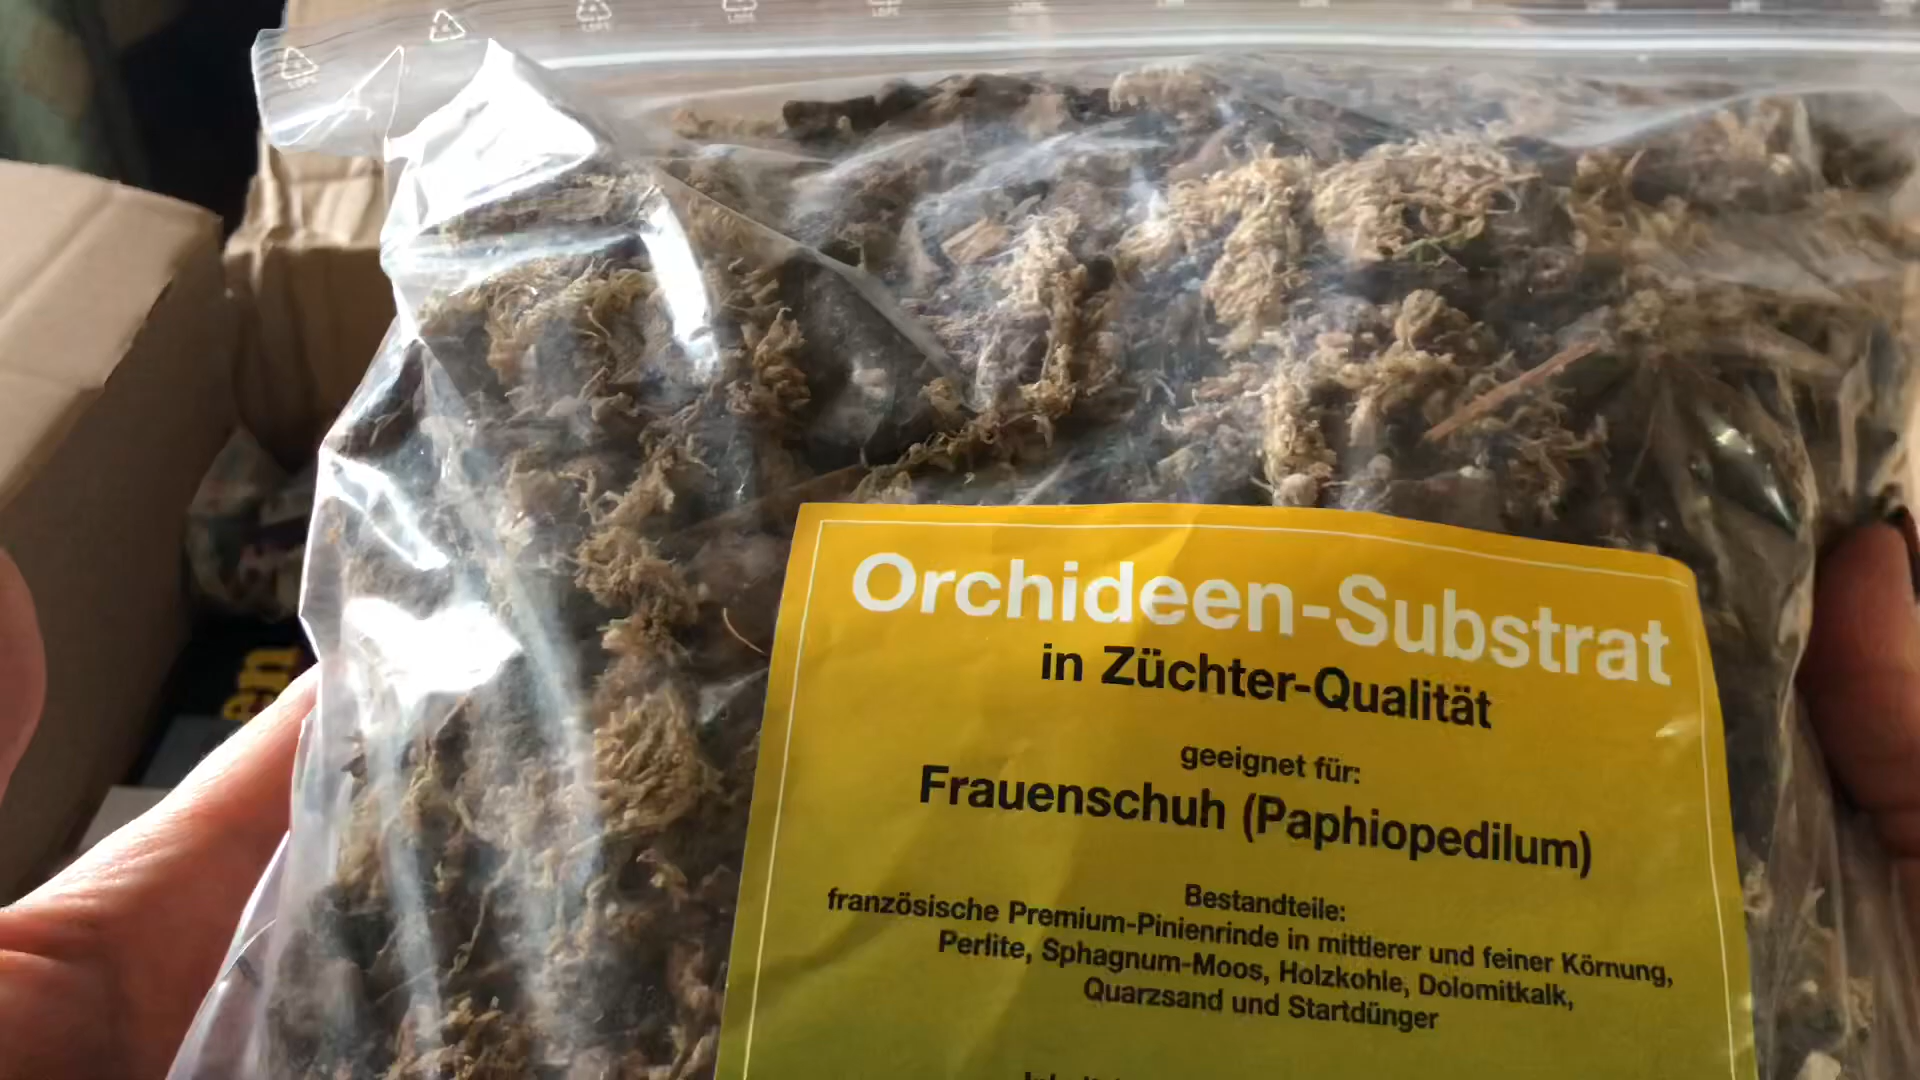 Orchideen-Substrat
in Züchter-Qualität
geeignet für:
Frauenschuh (Paphiopedilum)
Bestandteile:
französische Premium-Pinienrinde in mittlerer und feiner Körnung,
Perlite, Sphagnum-Moos, Holzkohle, Dolomitkalk,
Quarzsand und Startdünger